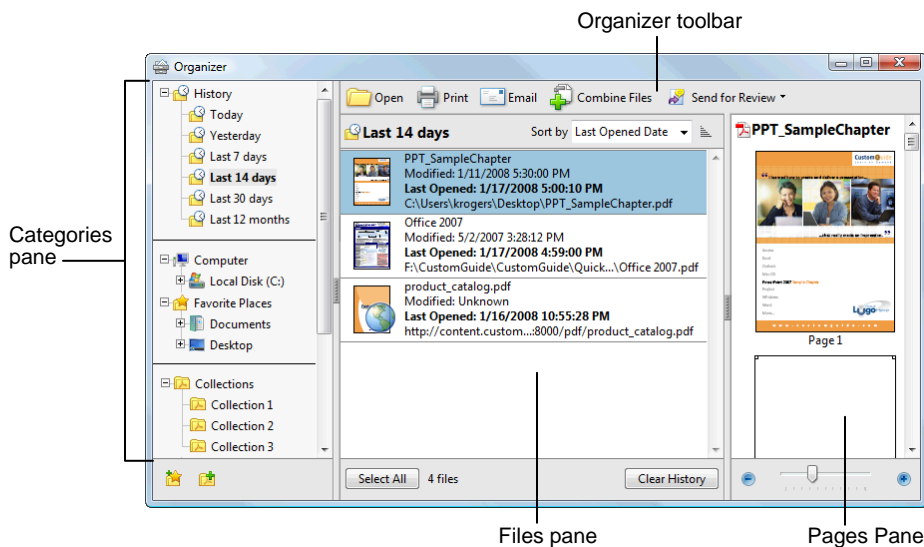 Organizer toolbar
Organizer
History
Today
Yesterday
Last 7 days
Last 14 days
Last 30 days
Last 12 months
Computer
Local Disk (C:)
Favorite Places
Documents
Desktop
Collections
Collection 1
Collection 2
Collection 3
Categories
pane
Open Print Email Combine Files Send for Review
Last 14 days Sort by Last Opened Date
PPT_SampleChapter
Modified: 1/11/2008 5:30:00 PM
Last Opened: 1/17/2008 5:00:10 PM
C:\Users\krogers\Desktop\PPT_SampleChapter.pdf
Office 2007
Modified: 5/2/2007 3:28:12 PM
Last Opened: 1/17/2008 4:59:00 PM
F:\CustomGuide\CustomGuide\Quick...\Office 2007.pdf
product_catalog.pdf
Modified: Unknown
Last Opened: 1/16/2008 10:55:28 PM
http://content.custom...:8000/pdf/product_catalog.pdf
Select All 4 files Clear History
PPT_SampleChapter
CustomGuide
Logo
www.customguide.com
Page 1
Files pane
Pages Pane